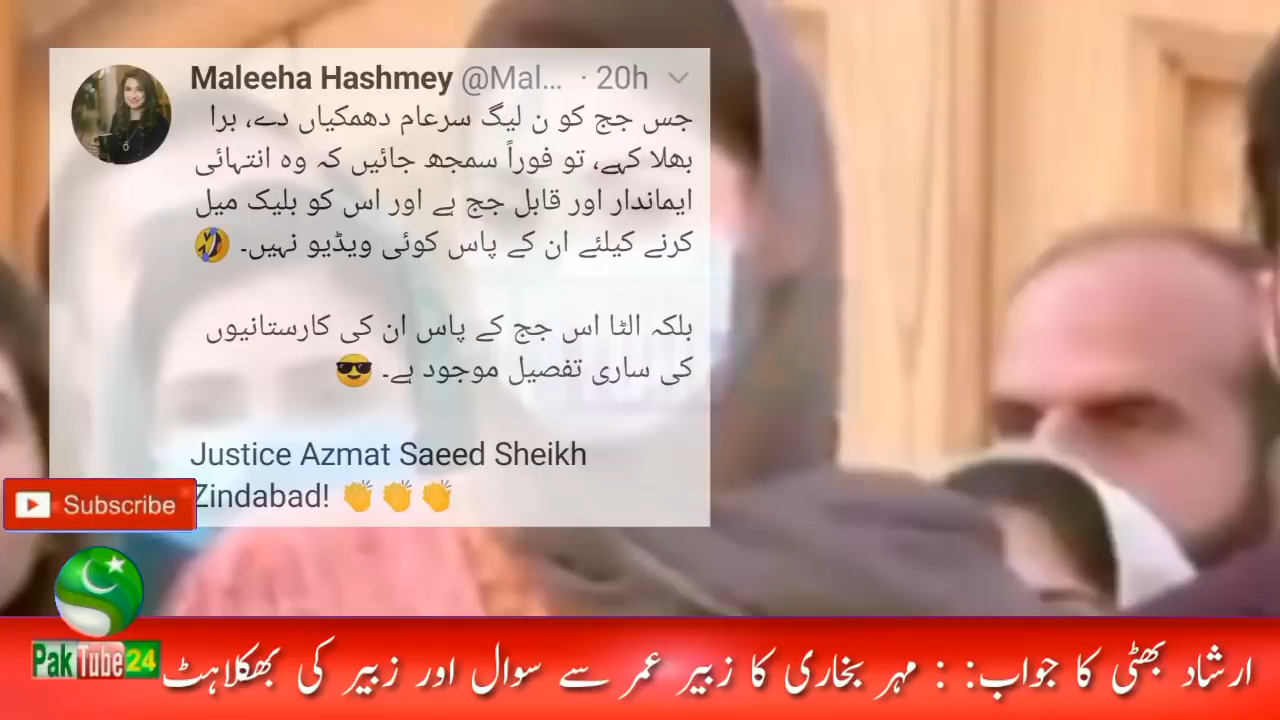 Maleeha Hashmey @Mal... · 20h
جس جج کو ن لیگ سرعام دھمکیاں دے، برا
بھلا کہے، تو فوراً سمجھ جائیں کہ وہ انتہائی
ایماندار اور قابل جج ہے اور اس کو بلیک میل
کرنے کیلئے ان کے پاس کوئی ویڈیو نہیں۔ 🤣
بلکہ الٹا اس جج کے پاس ان کی کارستانیوں
کی ساری تفصیل موجود ہے۔ 😎
Justice Azmat Saeed Sheikh
Zindabad! 👏👏👏
Subscribe
PakTube24
ارشاد بھٹی کا جواب: : مہر بخاری کا زبیر عمر سے سوال اور زبیر کی بھکلاہٹ